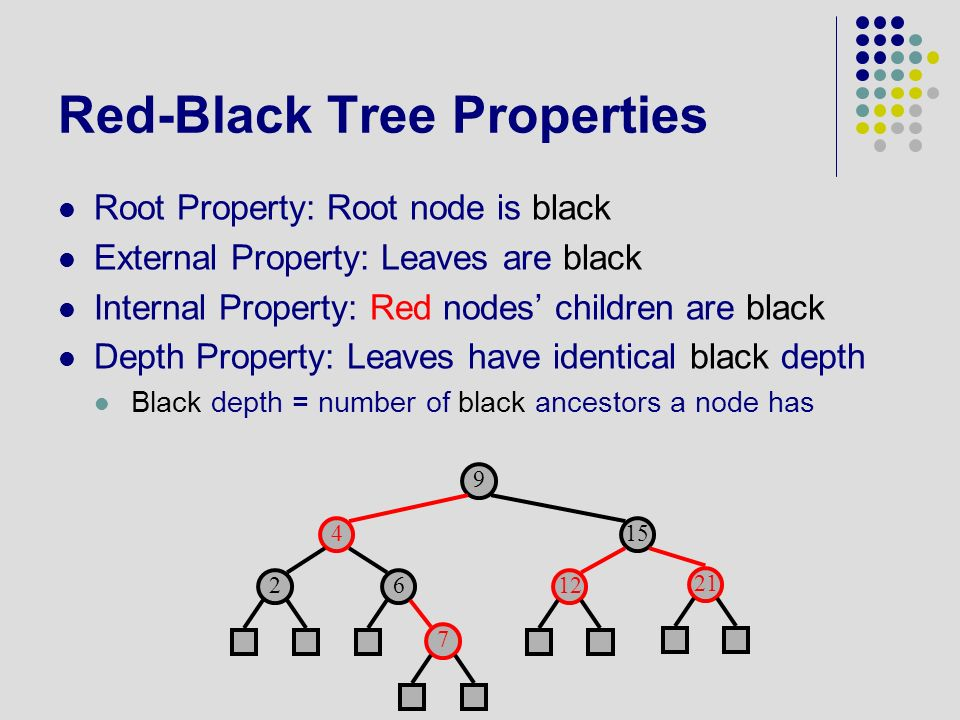 Red-Black Tree Properties
Root Property: Root node is black
External Property: Leaves are black
Internal Property: Red nodes’ children are black
Depth Property: Leaves have identical black depth
Black depth = number of black ancestors a node has
9
4 15
2 6 12 21
7